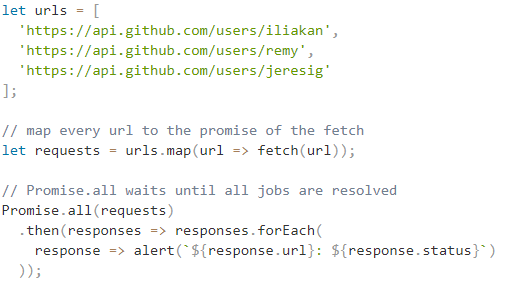 let urls = [
  'https://api.github.com/users/iliakan',
  'https://api.github.com/users/remy',
  'https://api.github.com/users/jeresig'
];

// map every url to the promise of the fetch
let requests = urls.map(url => fetch(url));

// Promise.all waits until all jobs are resolved
Promise.all(requests)
  .then(responses => responses.forEach(
    response => alert(`${response.url}: ${response.status}`)
  ));